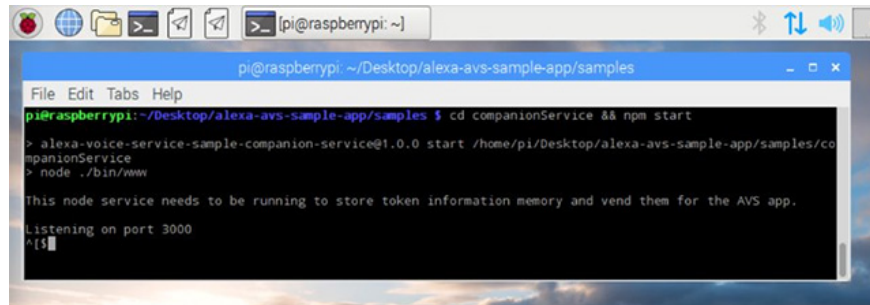 [pi@raspberrypi: ~]
pi@raspberrypi: ~/Desktop/alexa-avs-sample-app/samples
File Edit Tabs Help
pi@raspberrypi:~/Desktop/alexa-avs-sample-app/samples $ cd companionService && npm start
> alexa-voice-service-sample-companion-service@1.0.0 start /home/pi/Desktop/alexa-avs-sample-app/samples/co
mpanionService
> node ./bin/www
This node service needs to be running to store token information memory and vend them for the AVS app.
Listening on port 3000
^[$